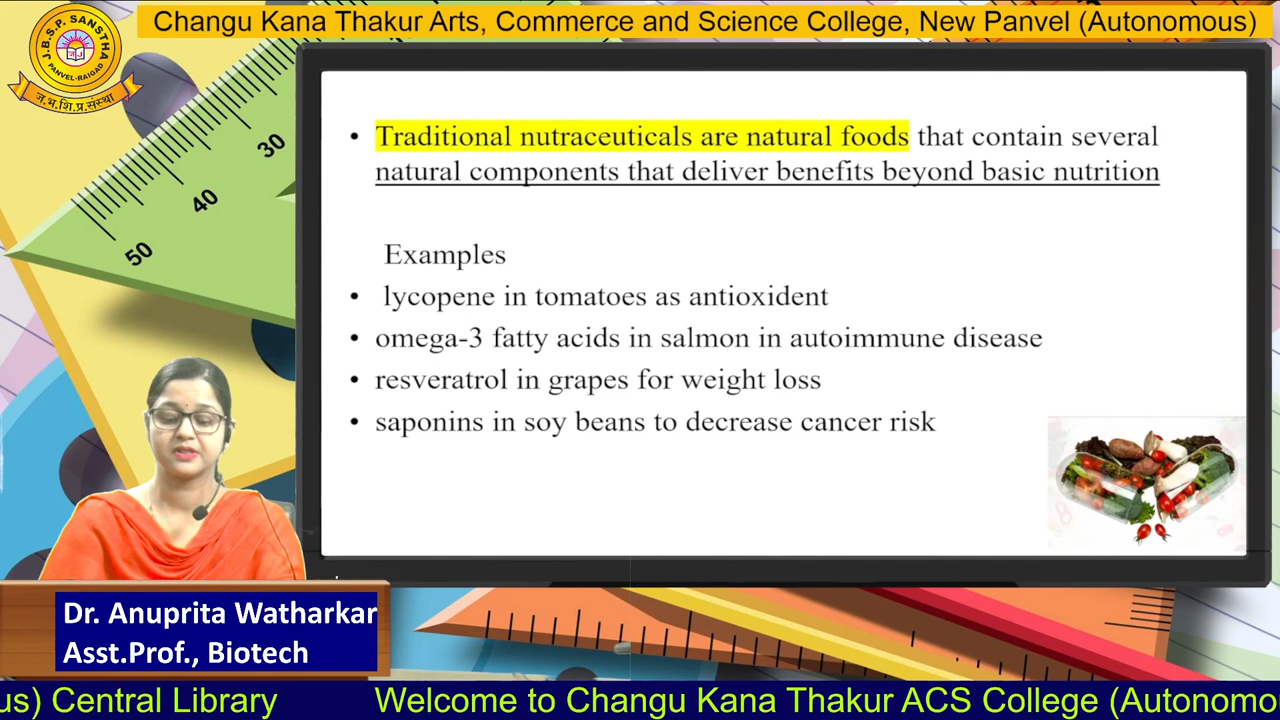 Changu Kana Thakur Arts, Commerce and Science College, New Panvel (Autonomous)
J.B.S.P. SANSTHA
PANVEL-RAIGAD
ज.भ.शि.प्र.संस्था
30
40
50
• Traditional nutraceuticals are natural foods that contain several
natural components that deliver benefits beyond basic nutrition
Examples
• lycopene in tomatoes as antioxident
• omega-3 fatty acids in salmon in autoimmune disease
• resveratrol in grapes for weight loss
• saponins in soy beans to decrease cancer risk
Dr. Anuprita Watharkar
Asst.Prof., Biotech
us) Central Library Welcome to Changu Kana Thakur ACS College (Autonomo